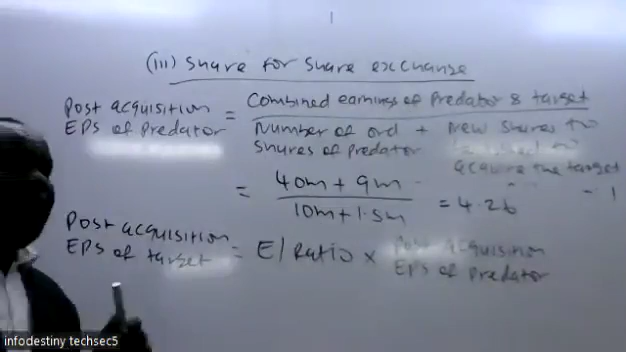 (iii) Share for Share exchange
Post acquisition EPS of Predator = Combined earnings of Predator & target
Number of ord shares of predator + New shares to
acquire the target
= 40m + 9m
10m + 1.5m
= 4.26
Post acquisition EPS of target = E/Ratio x Post acquisition EPS of Predator
infodestiny techsec5